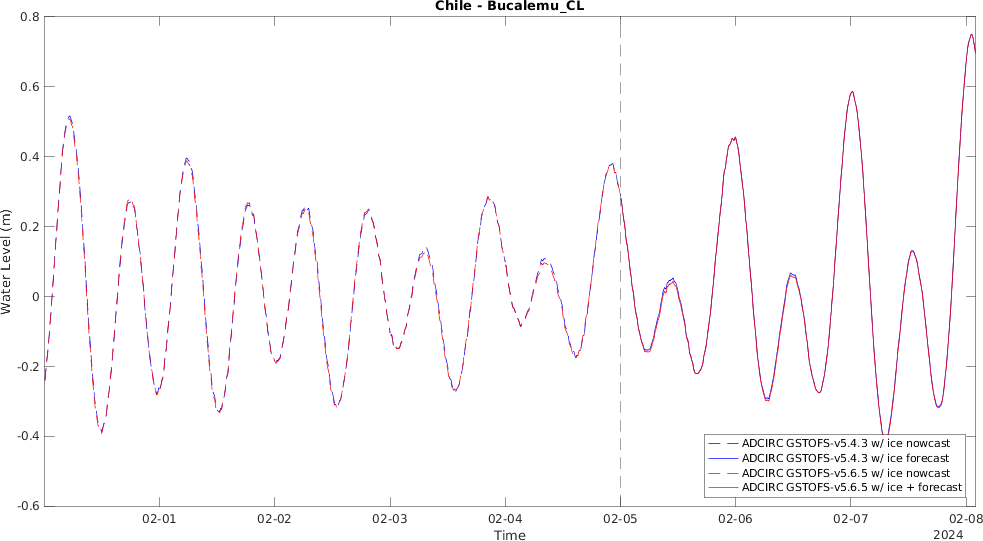 Chile - Bucalemu_CL
0.8
0.6
0.4
0.2
0
-0.2
-0.4
-0.6
Water Level (m)
ADCIRC GSTOFS-v5.4.3 w/ ice nowcast
ADCIRC GSTOFS-v5.4.3 w/ ice forecast
ADCIRC GSTOFS-v5.6.5 w/ ice nowcast
ADCIRC GSTOFS-v5.6.5 w/ ice + forecast
02-01 02-02 02-03 02-04 02-05 02-06 02-07 02-08
Time
2024